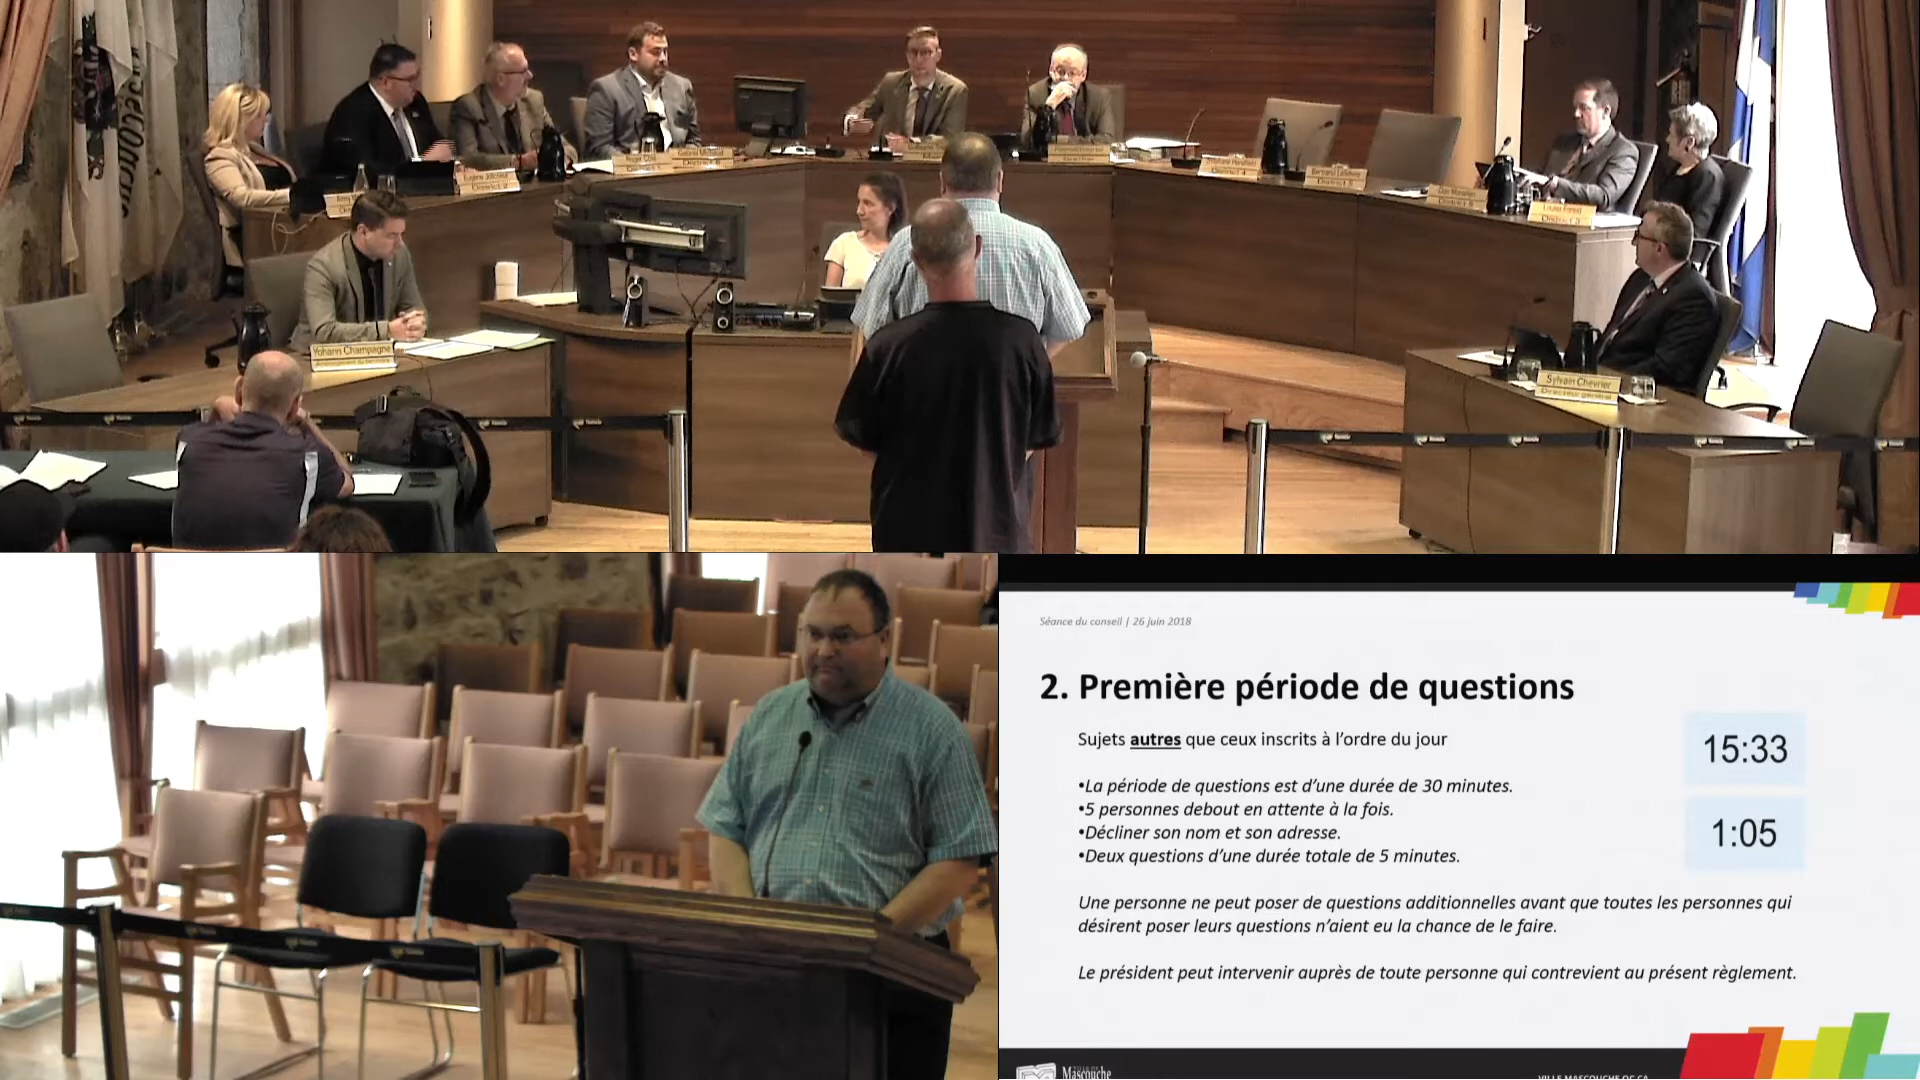 Yohann Champagne
Sylvain Chevrier
Directeur général
Séance du conseil | 26 juin 2018
2. Première période de questions
Sujets autres que ceux inscrits à l'ordre du jour
15:33
•La période de questions est d'une durée de 30 minutes.
•5 personnes debout en attente à la fois.
1:05
•Décliner son nom et son adresse.
•Deux questions d'une durée totale de 5 minutes.
Une personne ne peut poser de questions additionnelles avant que toutes les personnes qui
désirent poser leurs questions n'aient eu la chance de le faire.
Le président peut intervenir auprès de toute personne qui contrevient au présent règlement.
Mascouche